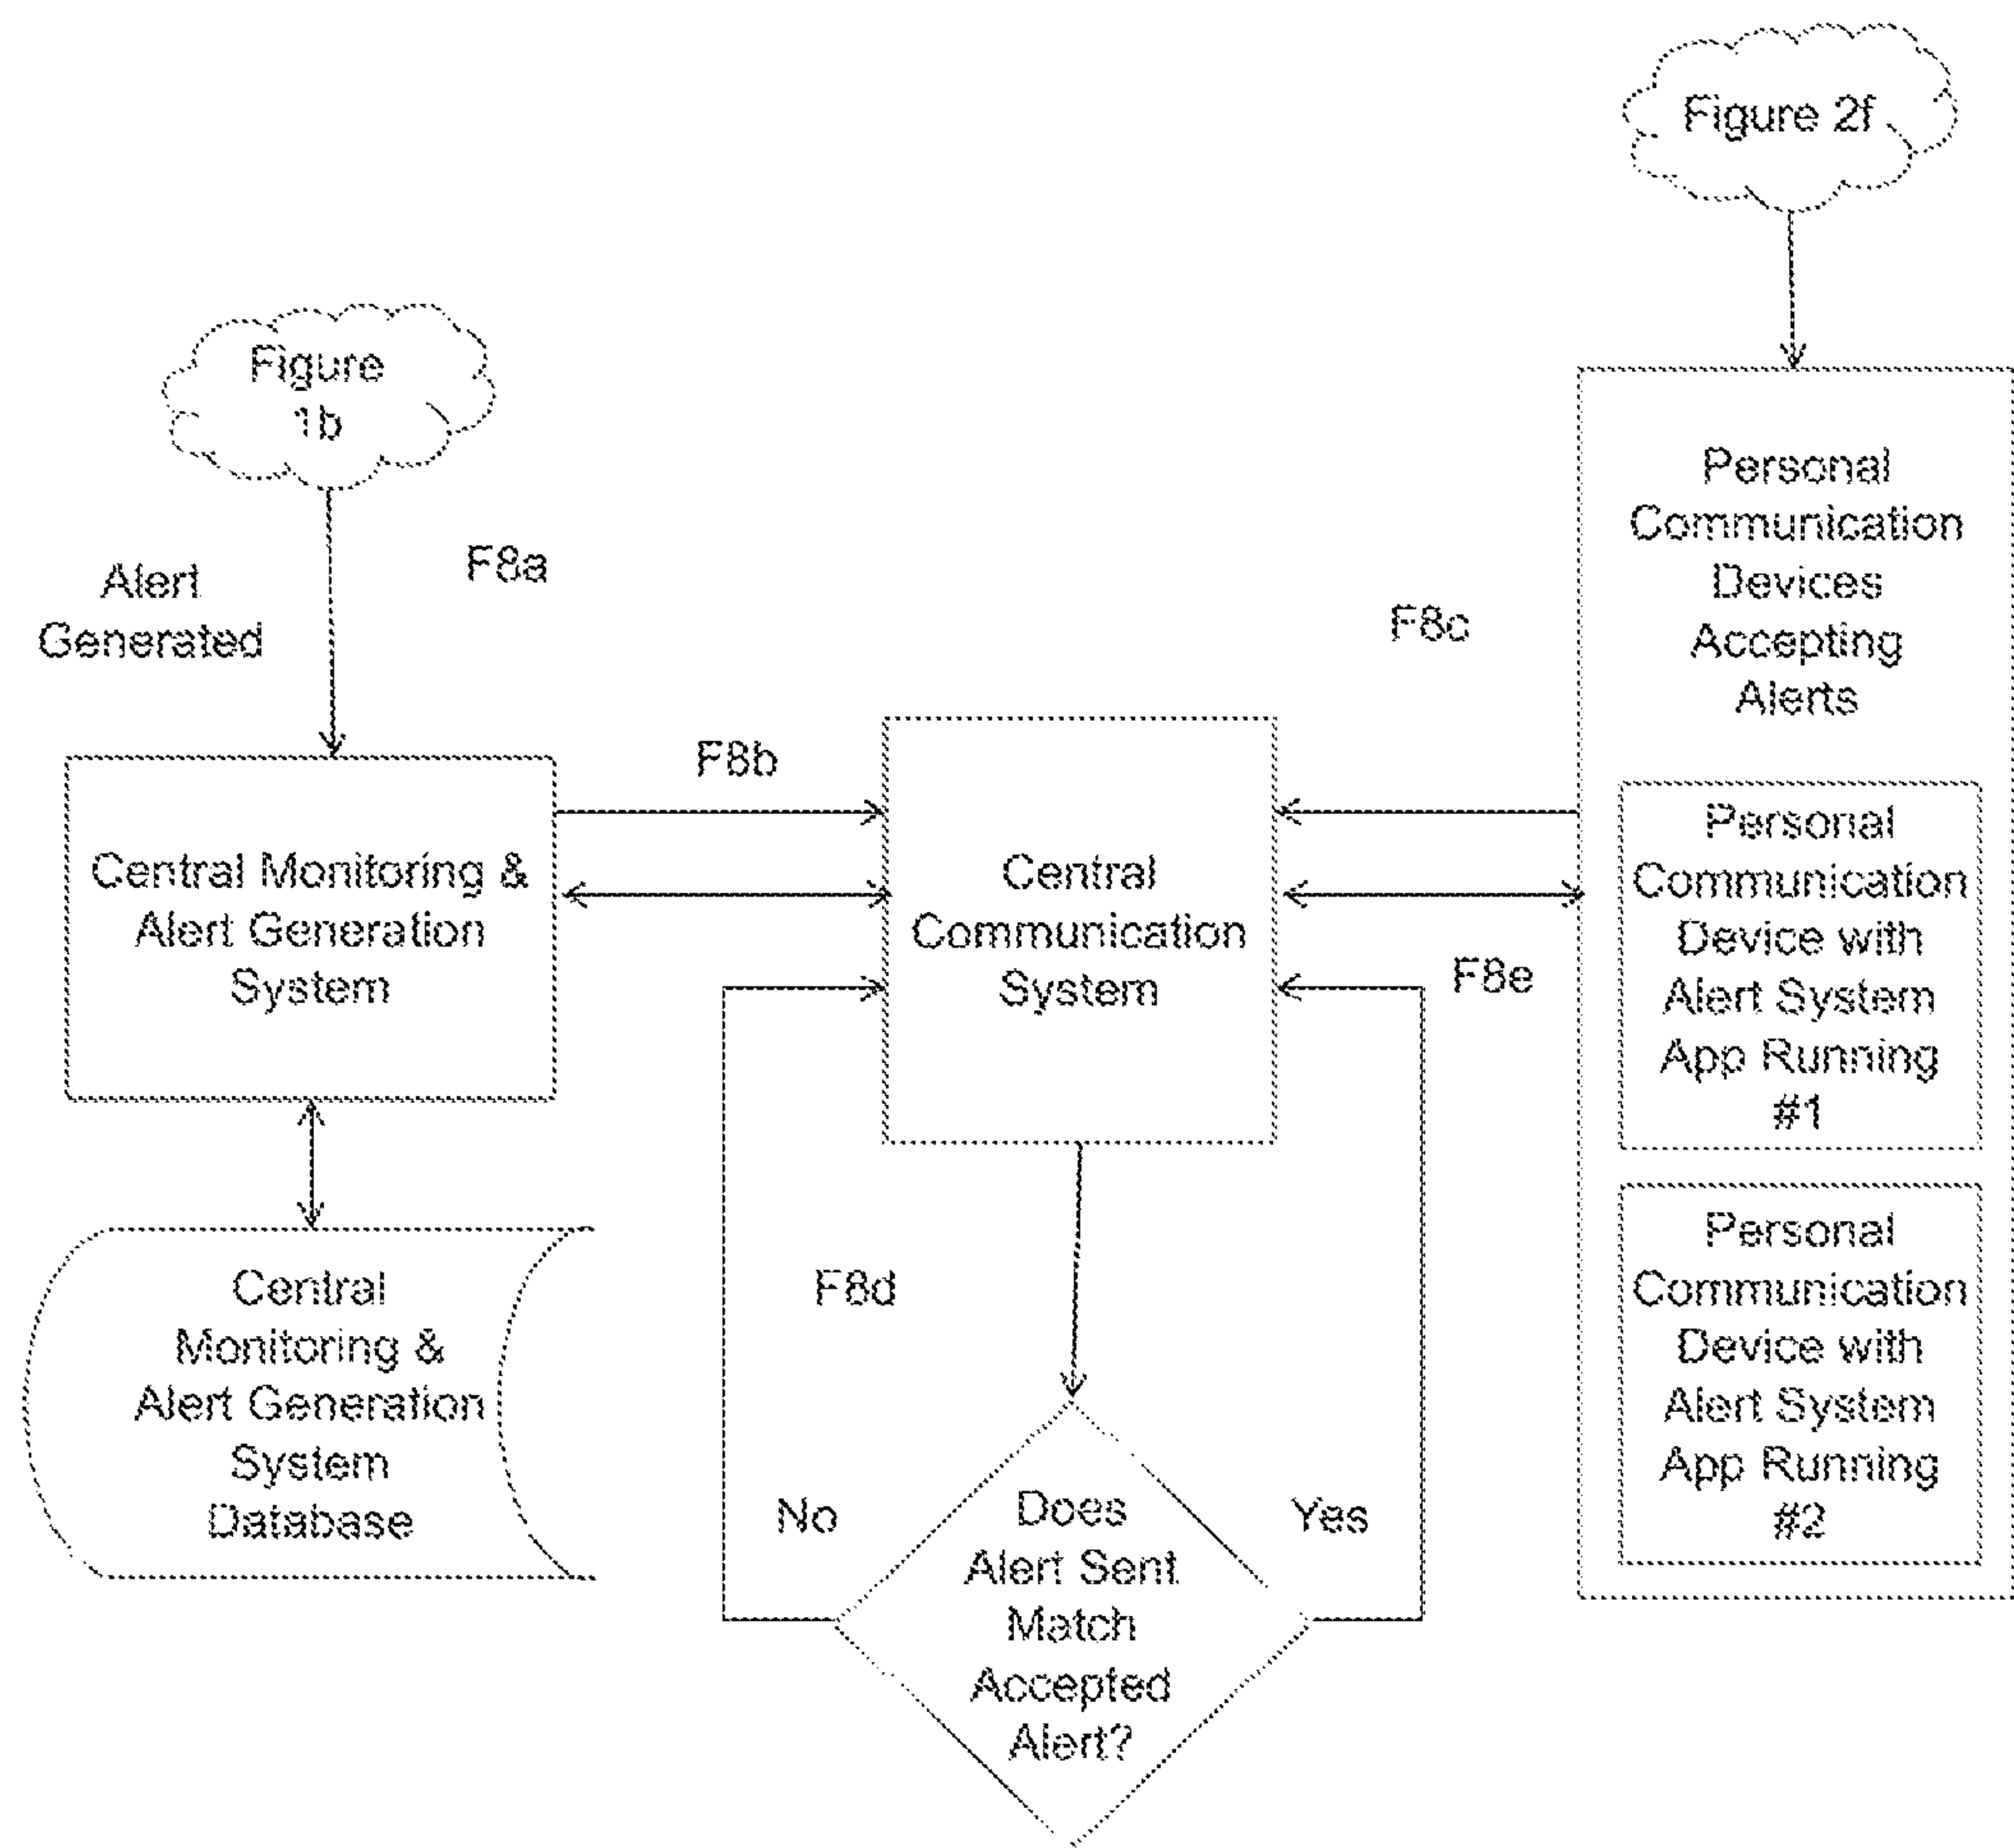 Figure 2f
Figure
1b
Alert
Generated
F8a
F8b
F8c
Personal
Communication
Devices
Accepting
Alerts
Central Monitoring &
Alert Generation
System
Central
Communication
System
F8e
Personal
Communication
Device with
Alert System
App Running
#1
Central
Monitoring &
Alert Generation
System
Database
F8d
No
Does
Alert Sent
Match
Accepted
Alert?
Yes
Personal
Communication
Device with
Alert System
App Running
#2